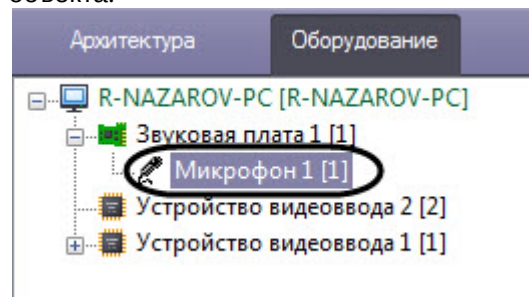 Архитектура Оборудование
R-NAZAROV-PC [R-NAZAROV-PC]
Звуковая плата 1 [1]
Микрофон 1 [1]
Устройство видеоввода 2 [2]
Устройство видеоввода 1 [1]